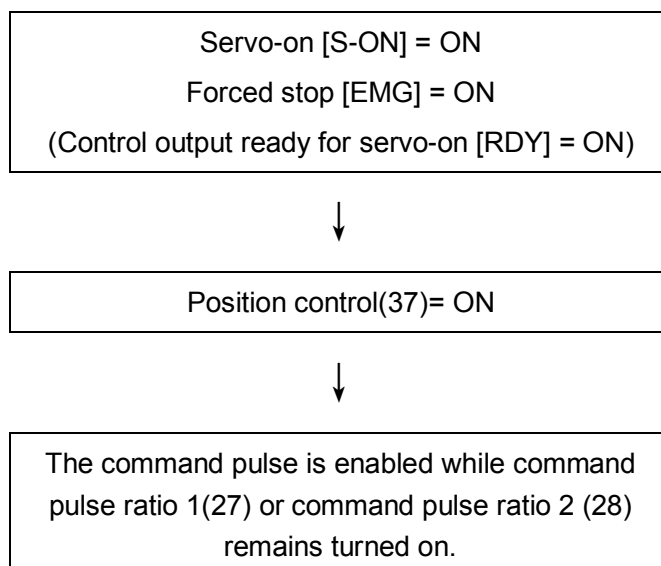 Servo-on [S-ON] = ON
Forced stop [EMG] = ON
(Control output ready for servo-on [RDY] = ON)
Position control(37)= ON
The command pulse is enabled while command
pulse ratio 1(27) or command pulse ratio 2 (28)
remains turned on.